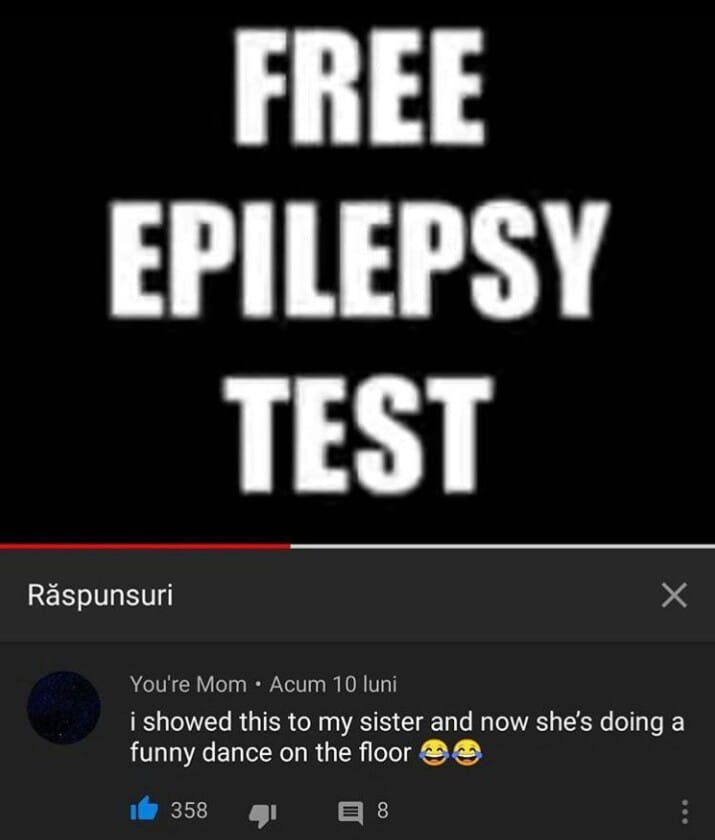 FREE
EPILEPSY
TEST
Răspunsuri
You're Mom • Acum 10 luni
i showed this to my sister and now she's doing a
funny dance on the floor 😂😂
358 8